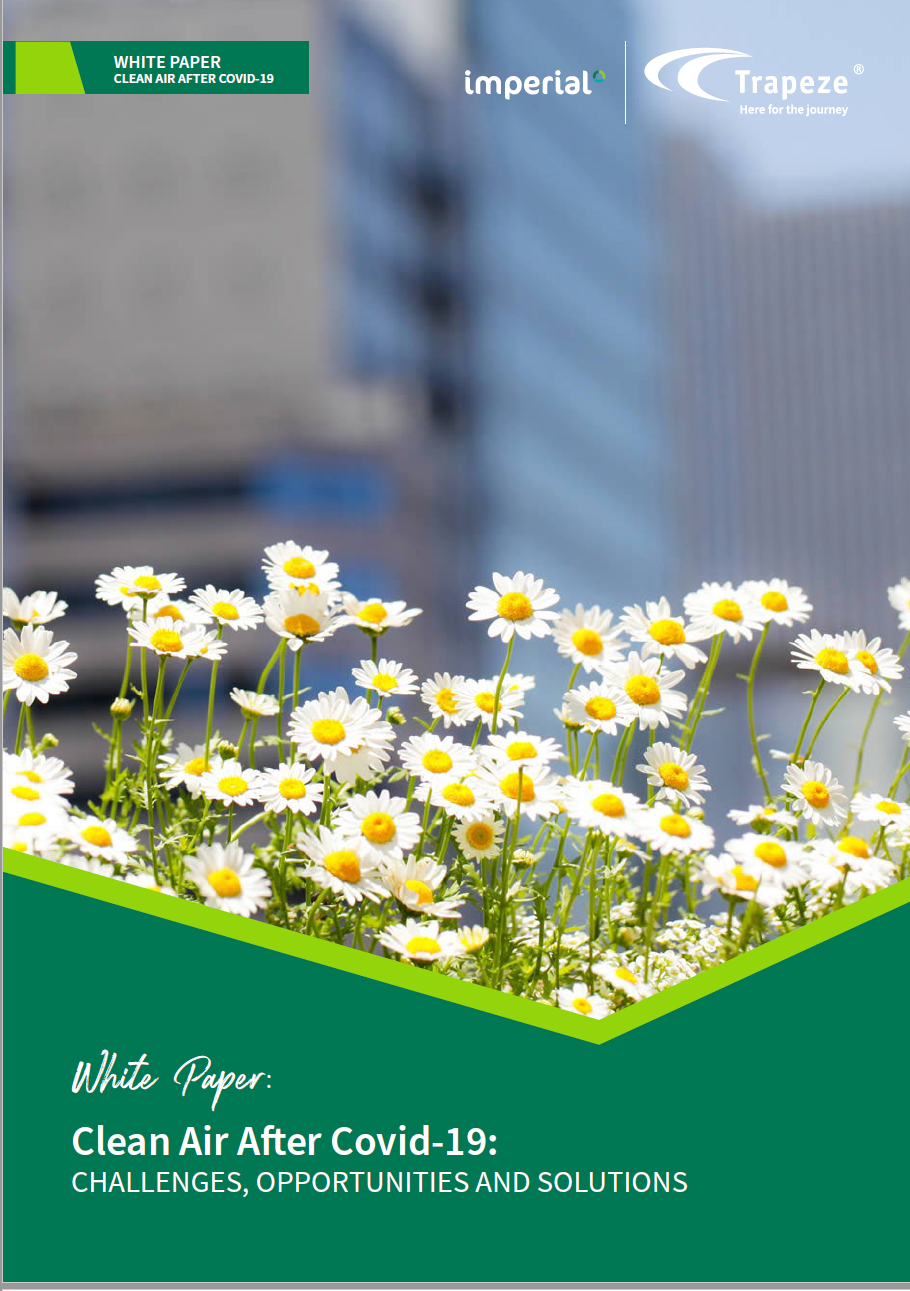 WHITE PAPER
CLEAN AIR AFTER COVID-19
imperial
Trapeze®
Here for the journey
White Paper:
Clean Air After Covid-19:
CHALLENGES, OPPORTUNITIES AND SOLUTIONS